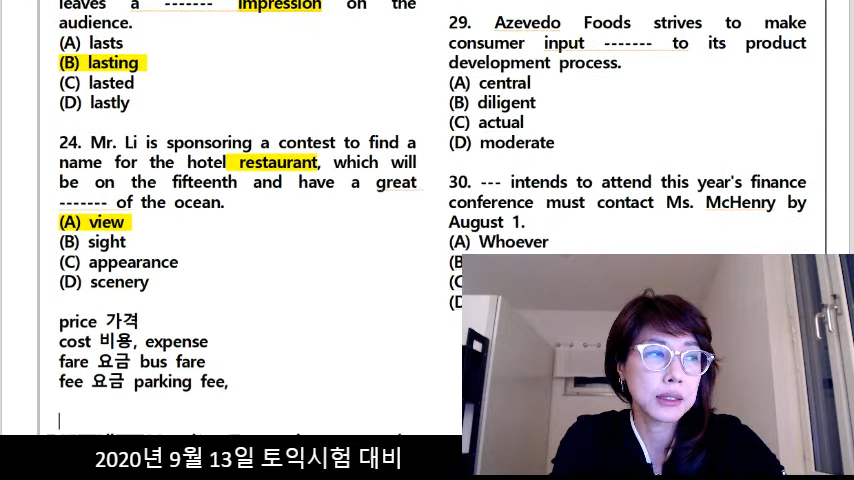 leaves a ------- impression on the
audience.
(A) lasts
(B) lasting
(C) lasted
(D) lastly
24. Mr. Li is sponsoring a contest to find a
name for the hotel restaurant, which will
be on the fifteenth and have a great
------- of the ocean.
(A) view
(B) sight
(C) appearance
(D) scenery
price 가격
cost 비용, expense
fare 요금 bus fare
fee 요금 parking fee,
29. Azevedo Foods strives to make
consumer input ------- to its product
development process.
(A) central
(B) diligent
(C) actual
(D) moderate
30. --- intends to attend this year's finance
conference must contact Ms. McHenry by
August 1.
(A) Whoever
(B
(C
(D
2020년 9월 13일 토익시험 대비